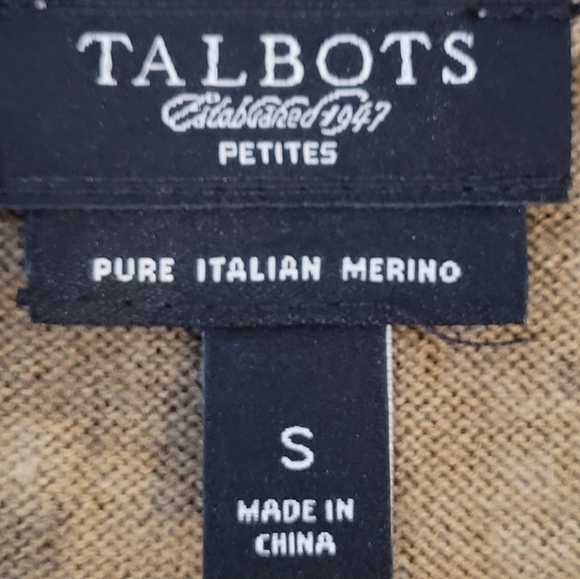 TALBOTS
Established 1947
PETITES
PURE ITALIAN MERINO
S
MADE IN
CHINA